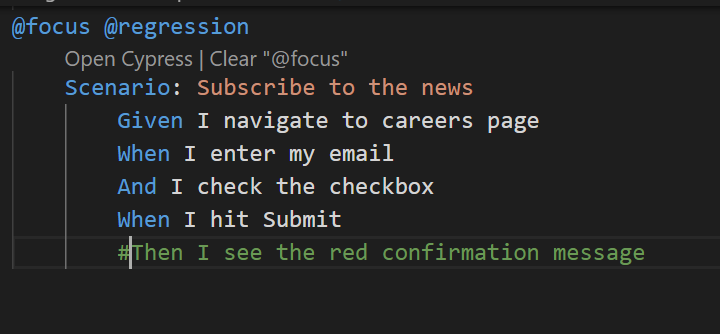 @focus @regression
Open Cypress | Clear "@focus"
Scenario: Subscribe to the news
Given I navigate to careers page
When I enter my email
And I check the checkbox
When I hit Submit
#Then I see the red confirmation message